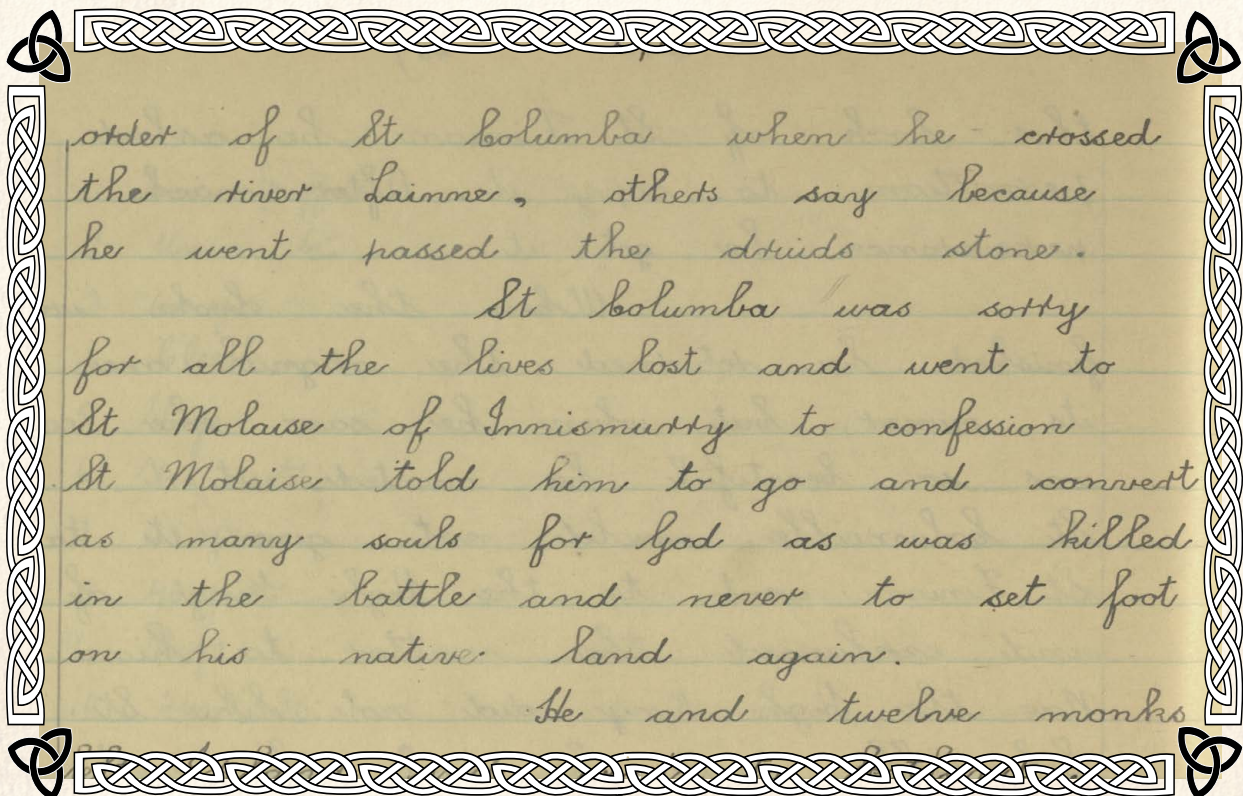 order of St Columba when he crossed
the river Lainne, others say because
he went passed the druids stone.
St Columba was sorry
for all the lives lost and went to
St Molaise of Innismurry to confession
St Molaise told him to go and convert
as many souls for God as was killed
in the battle and never to set foot
on his native land again.
He and twelve monks